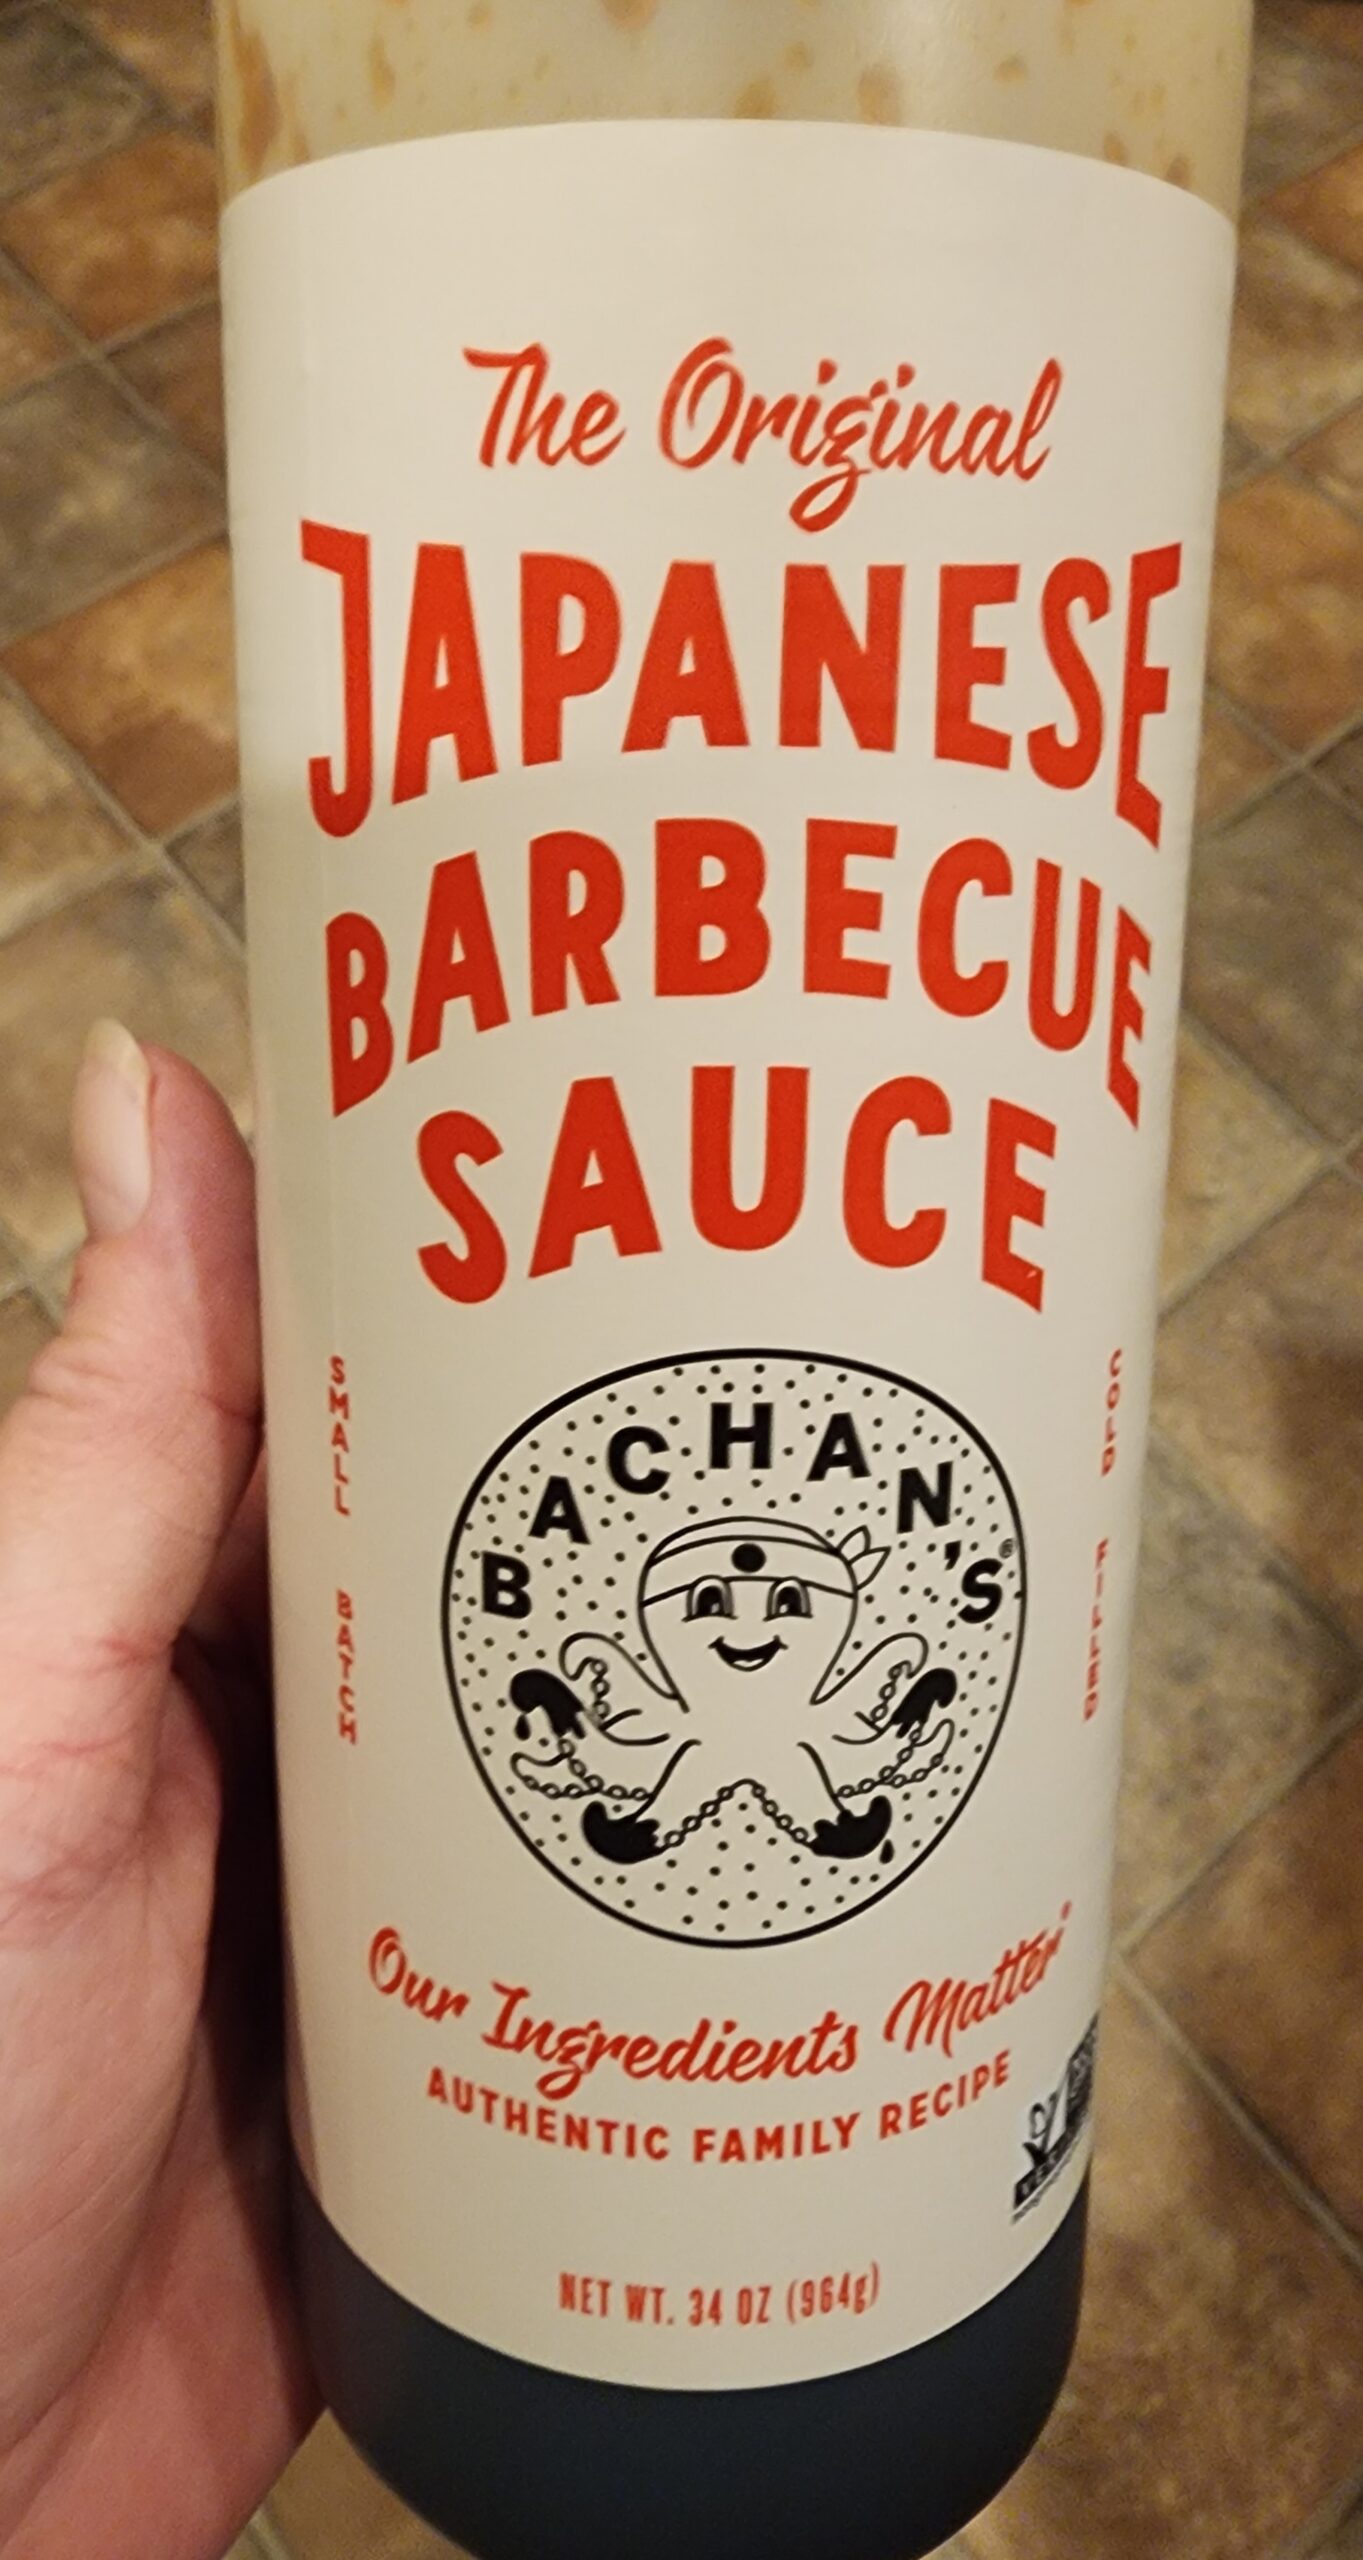 The Original
JAPANESE
BARBECUE
SAUCE
SMALL BATCH
COLD FILLED
BACHAN'S®
Our Ingredients Matter
AUTHENTIC FAMILY RECIPE
NET WT. 34 OZ (964g)